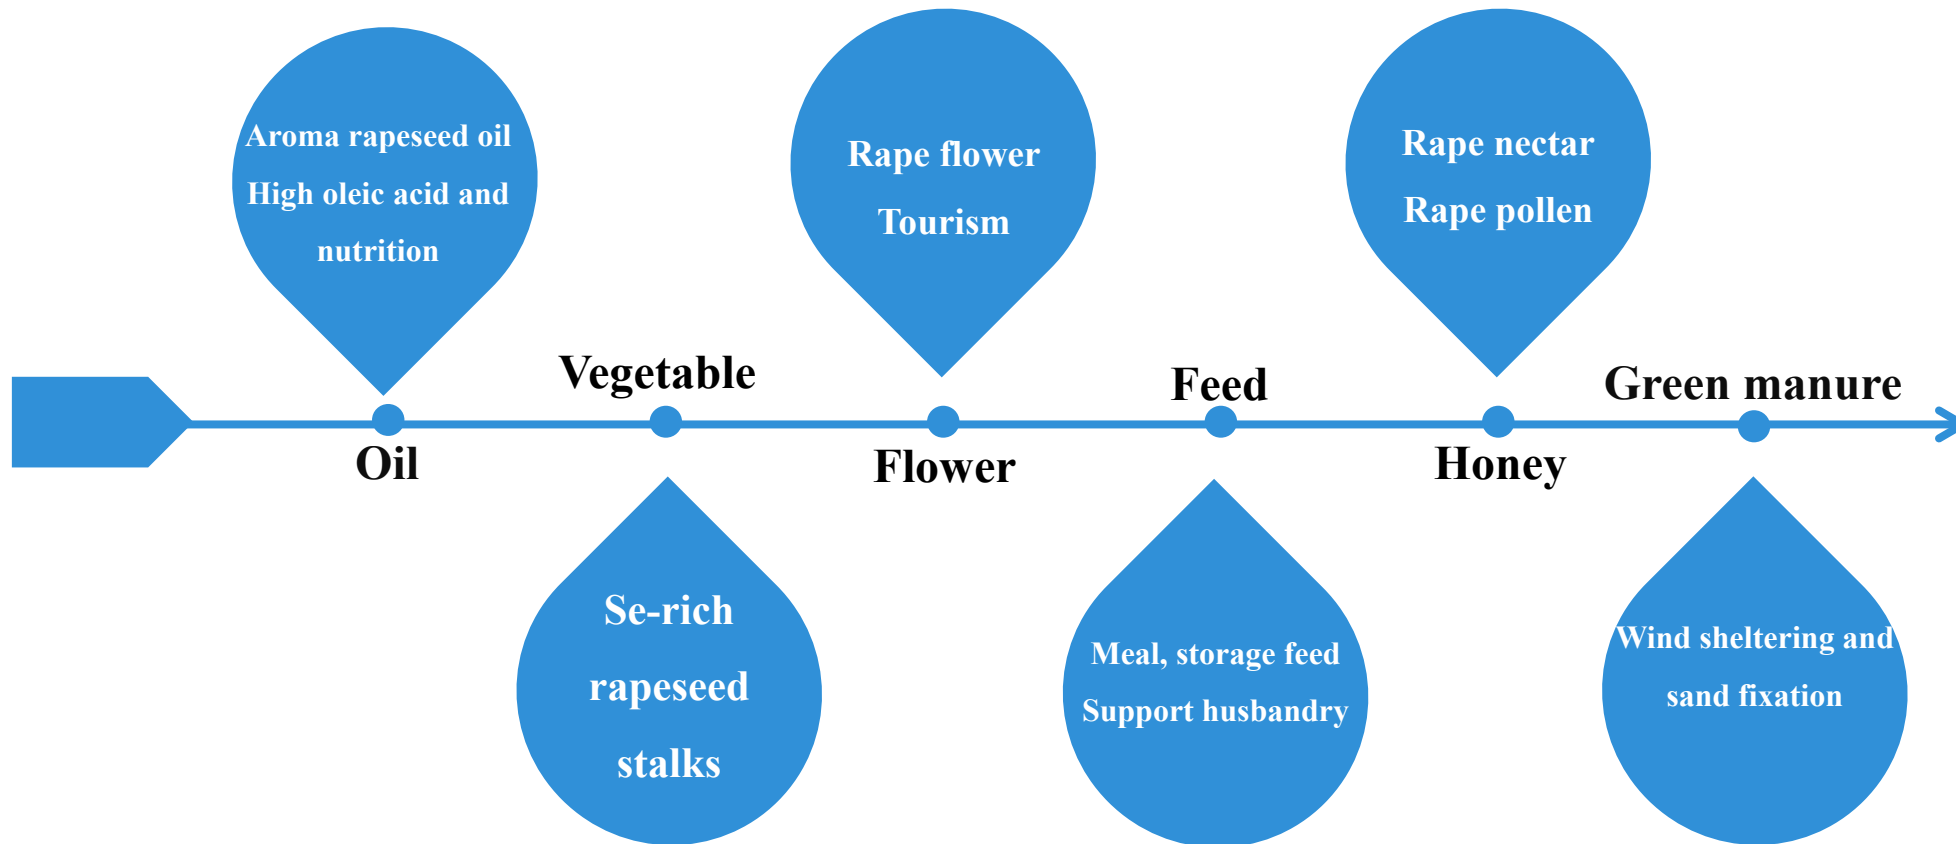 Aroma rapeseed oil
High oleic acid and
nutrition
Rape flower
Tourism
Rape nectar
Rape pollen
Vegetable
Feed
Green manure
Oil
Flower
Honey
Se-rich
rapeseed
stalks
Meal, storage feed
Support husbandry
Wind sheltering and
sand fixation